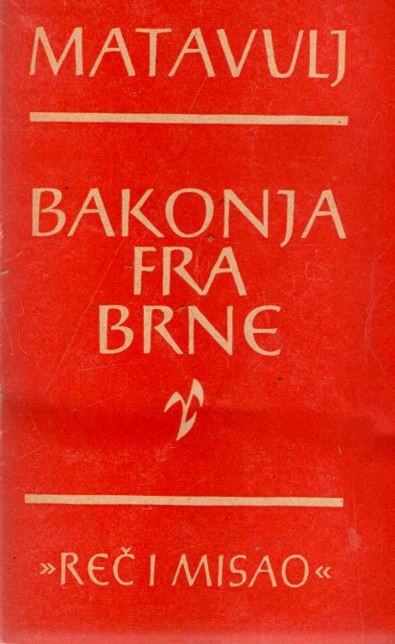 MATAVULJ
BAKONJA
FRA
BRNE
»REČ I MISAO«